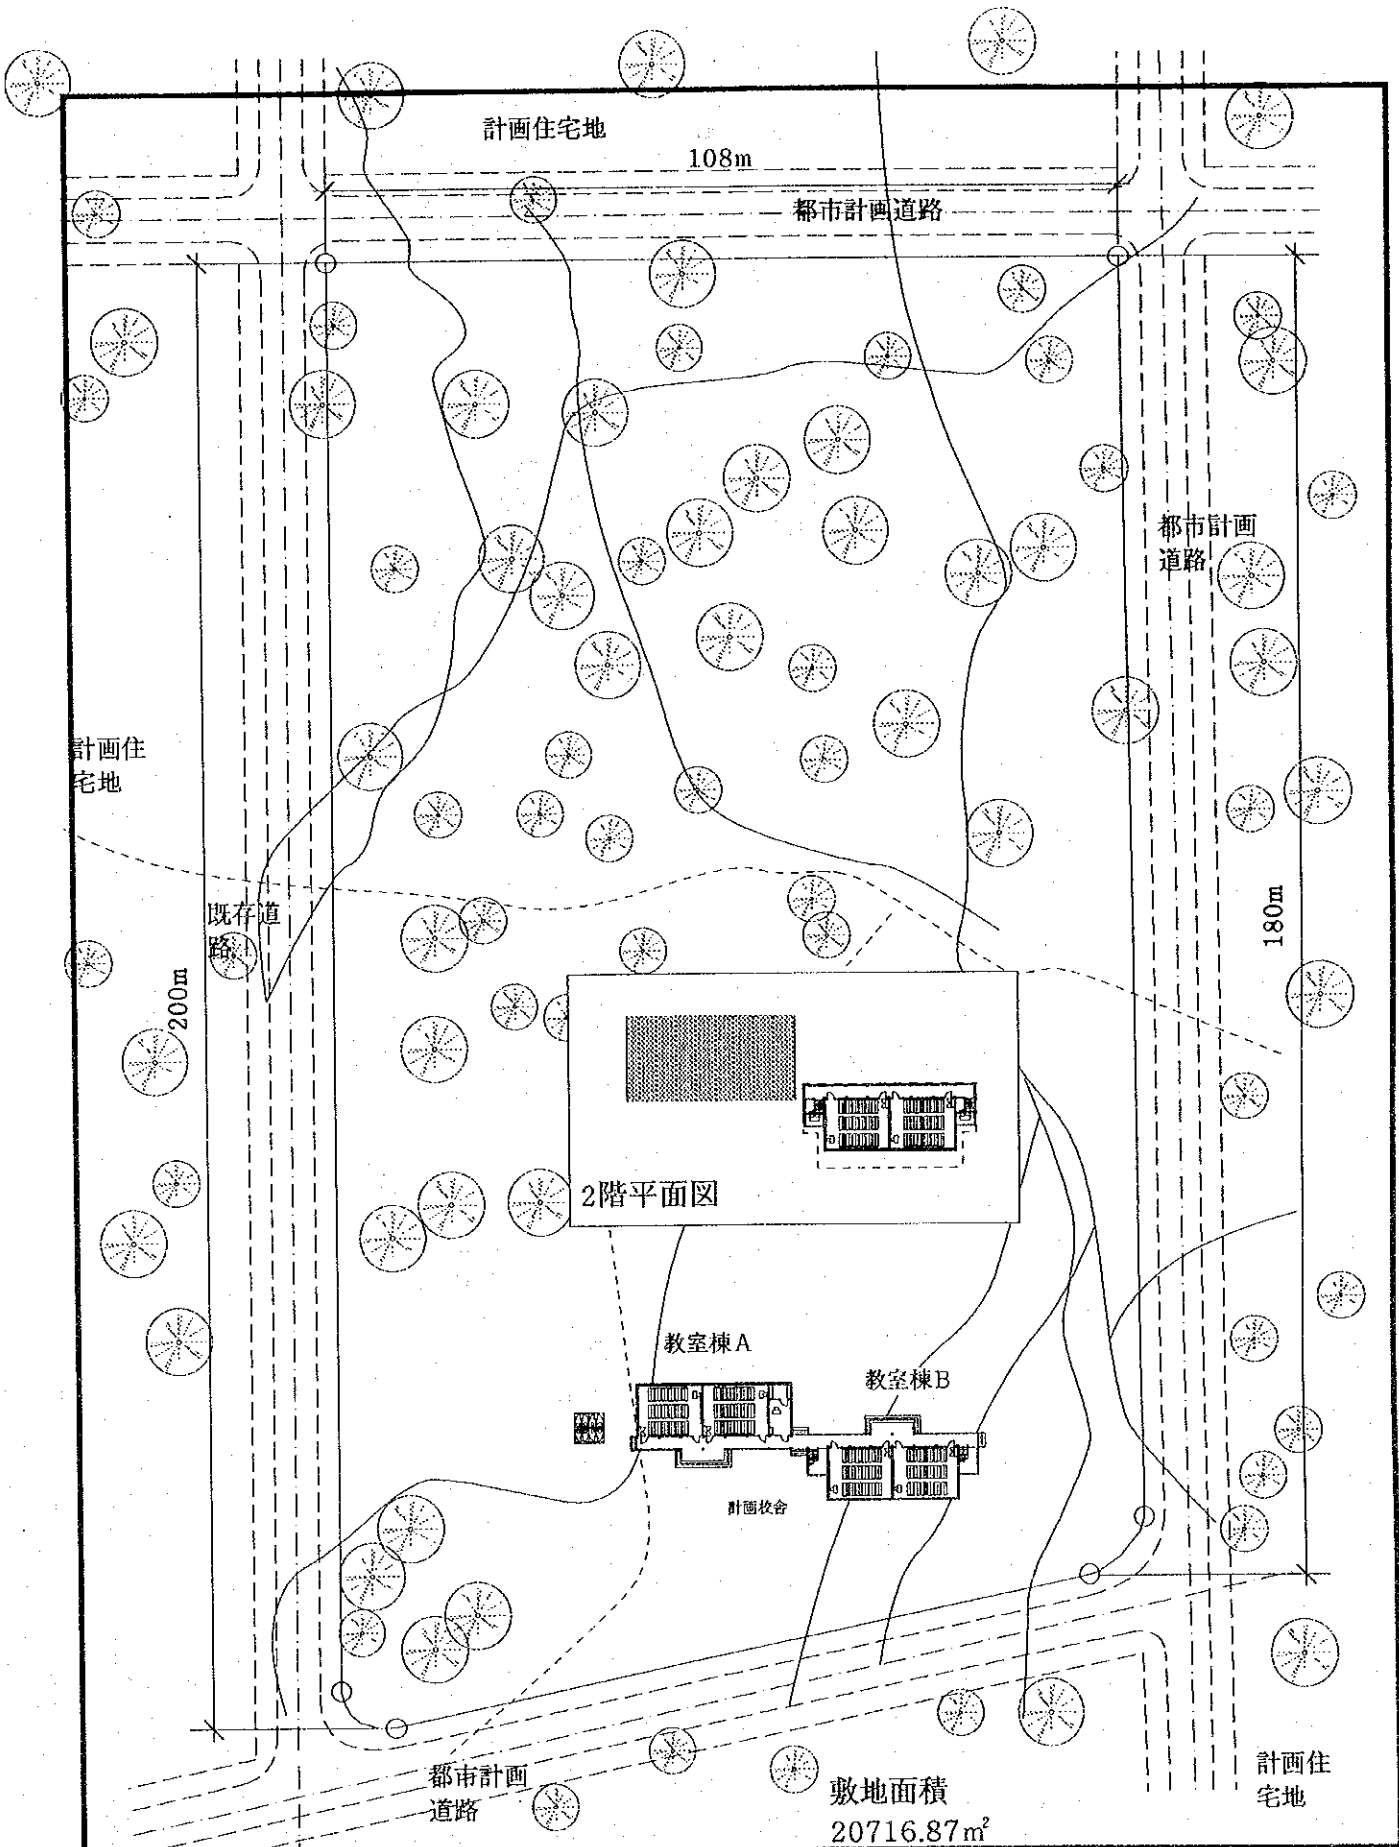 計画住宅地
108m
都市計画道路
都市計画
道路
計画住
宅地
既存道
路
200m
180m
2階平面図
教室棟A
教室棟B
計画校舎
都市計画
道路
敷地面積
20716.87㎡
計画住
宅地